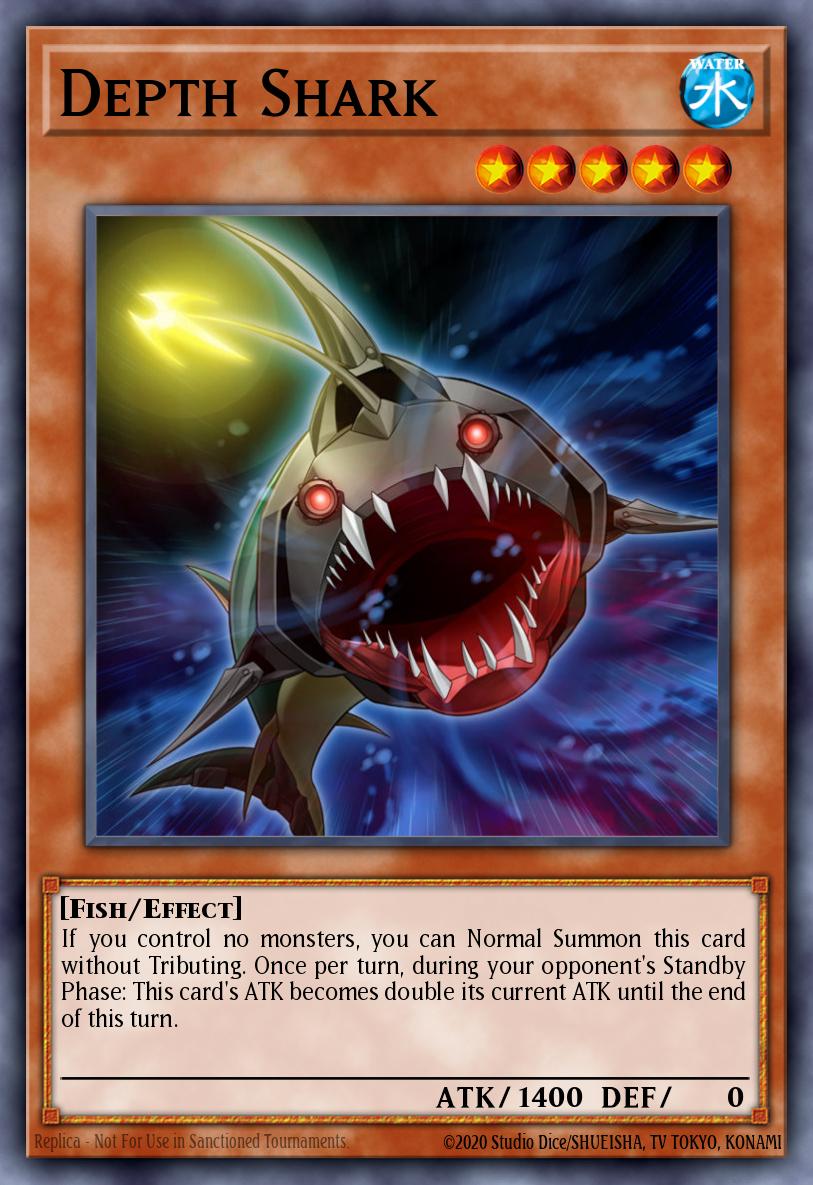 Depth Shark
WATER
水
[Fish/Effect]
If you control no monsters, you can Normal Summon this card
without Tributing. Once per turn, during your opponent's Standby
Phase: This card's ATK becomes double its current ATK until the end
of this turn.
ATK/1400 DEF/ 0
Replica - Not For Use in Sanctioned Tournaments.
©2020 Studio Dice/SHUEISHA, TV TOKYO, KONAMI